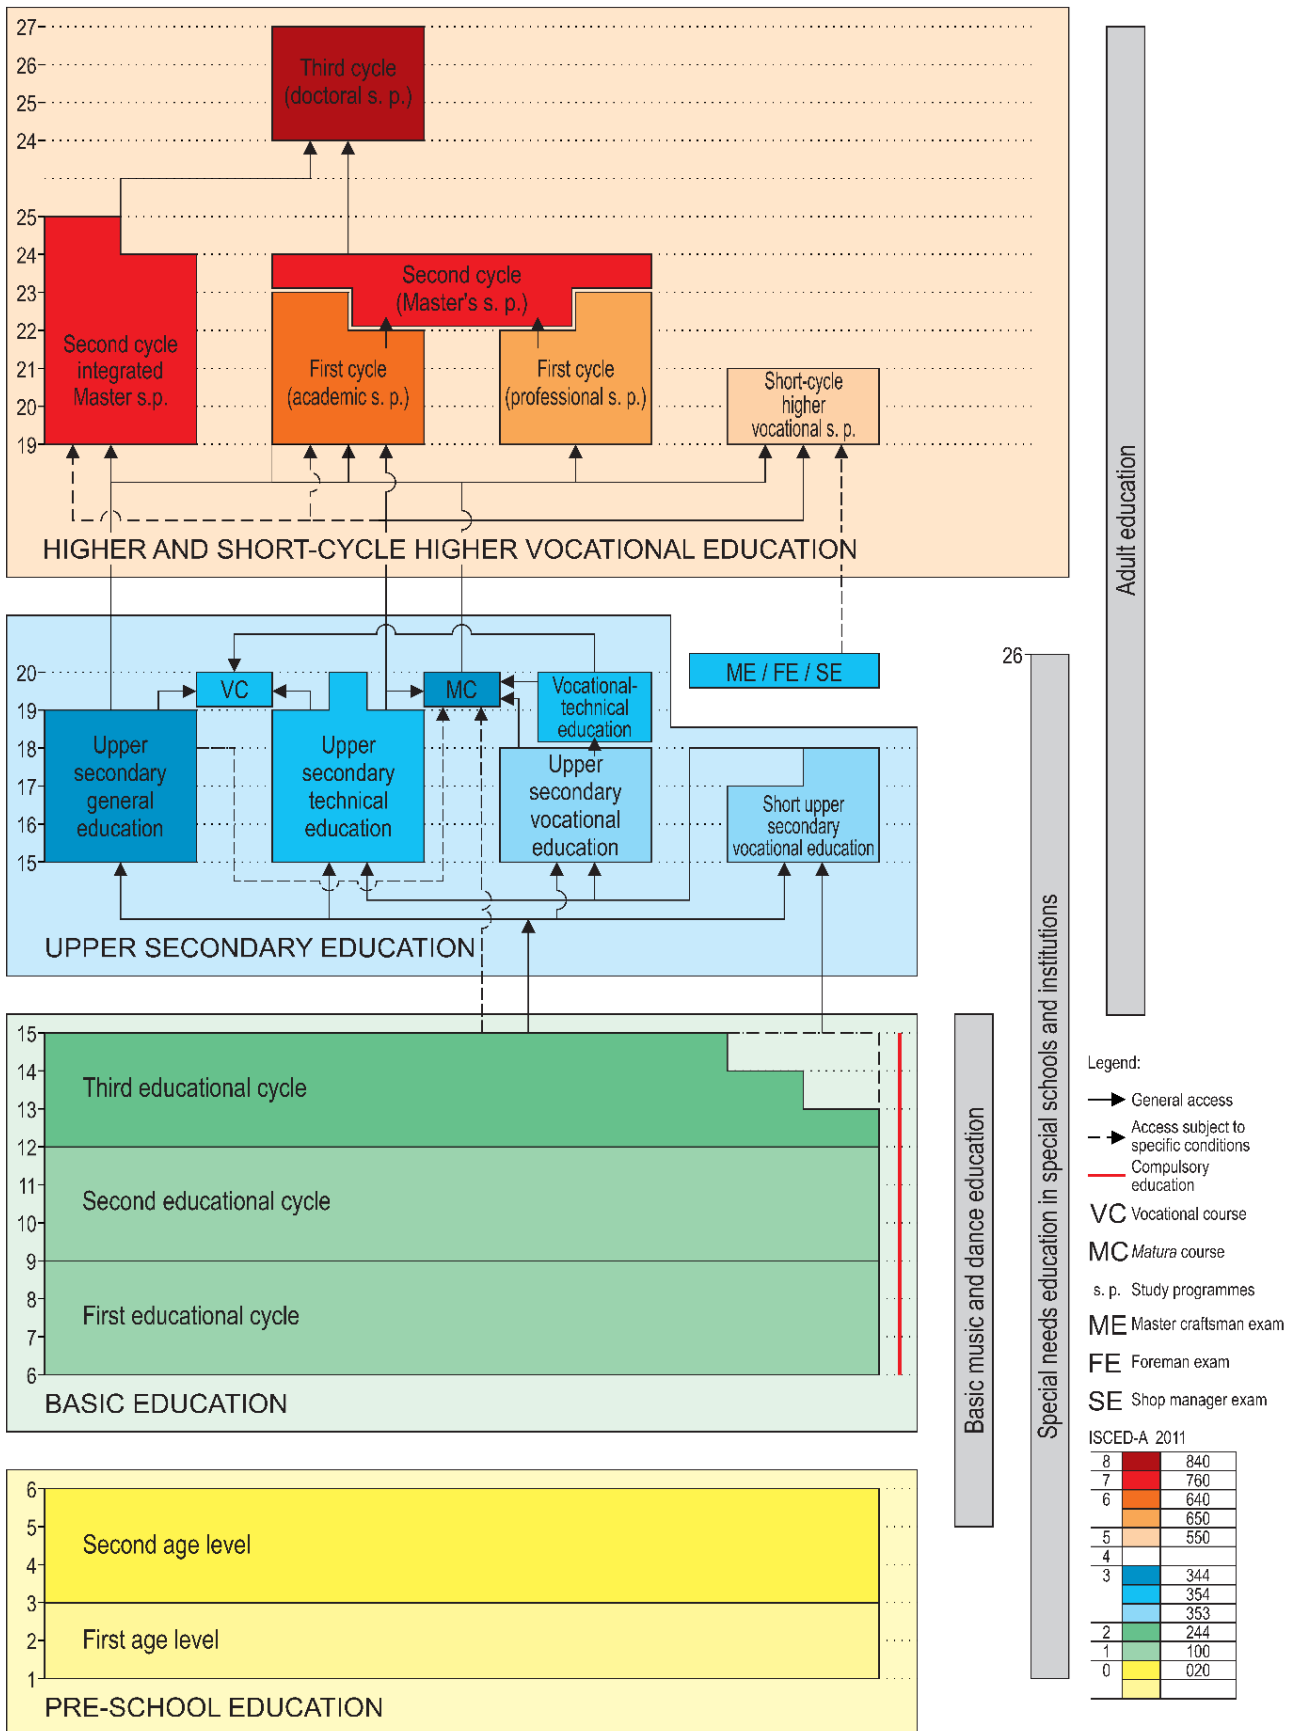 27
26
25
24
25
24
23
22
21
20
19
Third cycle
(doctoral s. p.)
Second cycle
(Master's s. p.)
Second cycle
integrated
Master s.p.
First cycle
(academic s. p.)
First cycle
(professional s. p.)
Short-cycle
higher
vocational s. p.
HIGHER AND SHORT-CYCLE HIGHER VOCATIONAL EDUCATION
20
19
18
17
16
15
VC
MC
Vocational-
technical
education
ME / FE / SE
Upper
secondary
general
education
Upper
secondary
technical
education
Upper
secondary
vocational
education
Short upper
secondary
vocational education
UPPER SECONDARY EDUCATION
15
14
13
12
11
10
9
8
7
6
Third educational cycle
Second educational cycle
First educational cycle
BASIC EDUCATION
6
5
4
3
2
1
Second age level
First age level
PRE-SCHOOL EDUCATION
Basic music and dance education
26
Special needs education in special schools and institutions
Adult education
Legend:
General access
Access subject to
specific conditions
Compulsory
education
VC Vocational course
MC Matura course
s. p. Study programmes
ME Master craftsman exam
FE Foreman exam
SE Shop manager exam
ISCED-A 2011
8 840
7 760
6 640
650
5 550
4
3 344
354
353
2 244
1 100
0 020